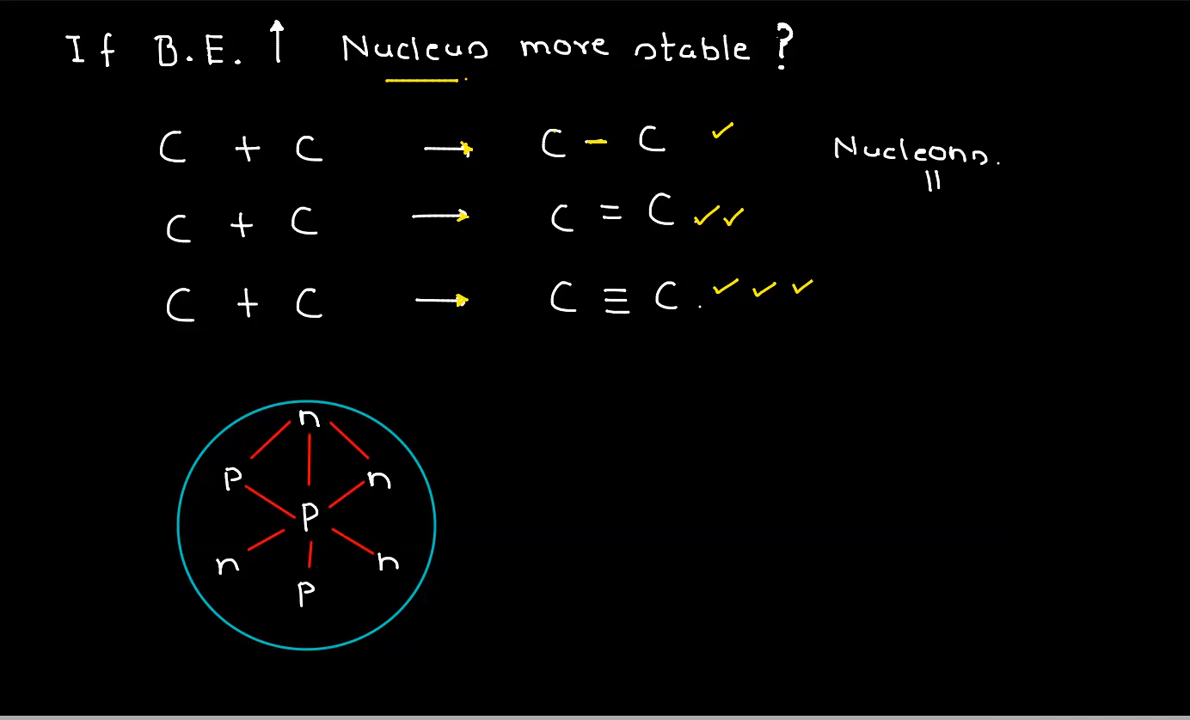 If B.E. ↑ Nucleus more stable ?
C + C → C - C ✓
Nucleons.
||
C + C → C = C ✓✓
C + C → C ≡ C. ✓ ✓ ✓
n
P n
P
n n
P